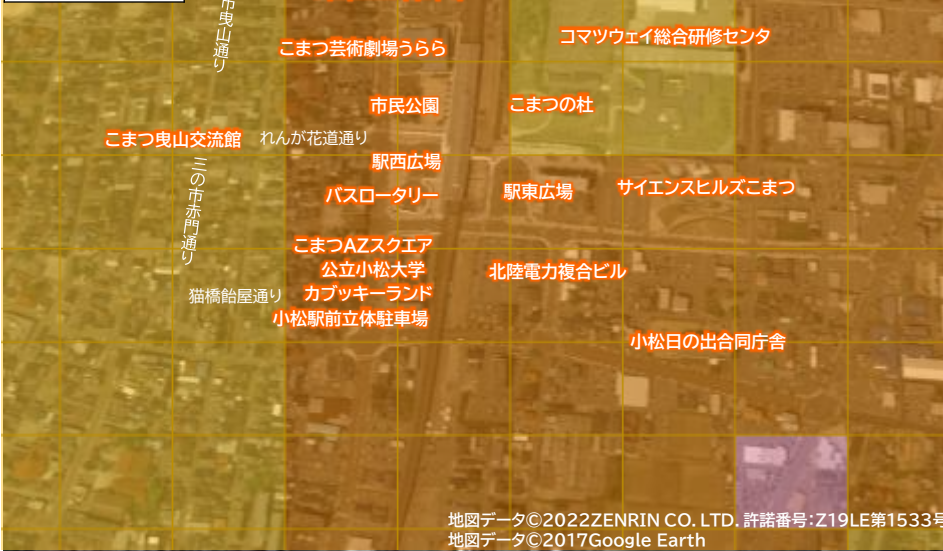 市曳山通り
こまつ芸術劇場うらら
コマツウェイ総合研修センタ
市民公園
こまつの杜
こまつ曳山交流館
れんが花道通り
駅西広場
三の市赤門通り
バスロータリー
駅東広場
サイエンスヒルズこまつ
こまつAZスクエア
公立小松大学
北陸電力複合ビル
猫橋飴屋通り
カブッキーランド
小松駅前立体駐車場
小松日の出合同庁舎
地図データ©2022ZENRIN CO. LTD. 許諾番号:Z19LE第1533号
地図データ©2017Google Earth